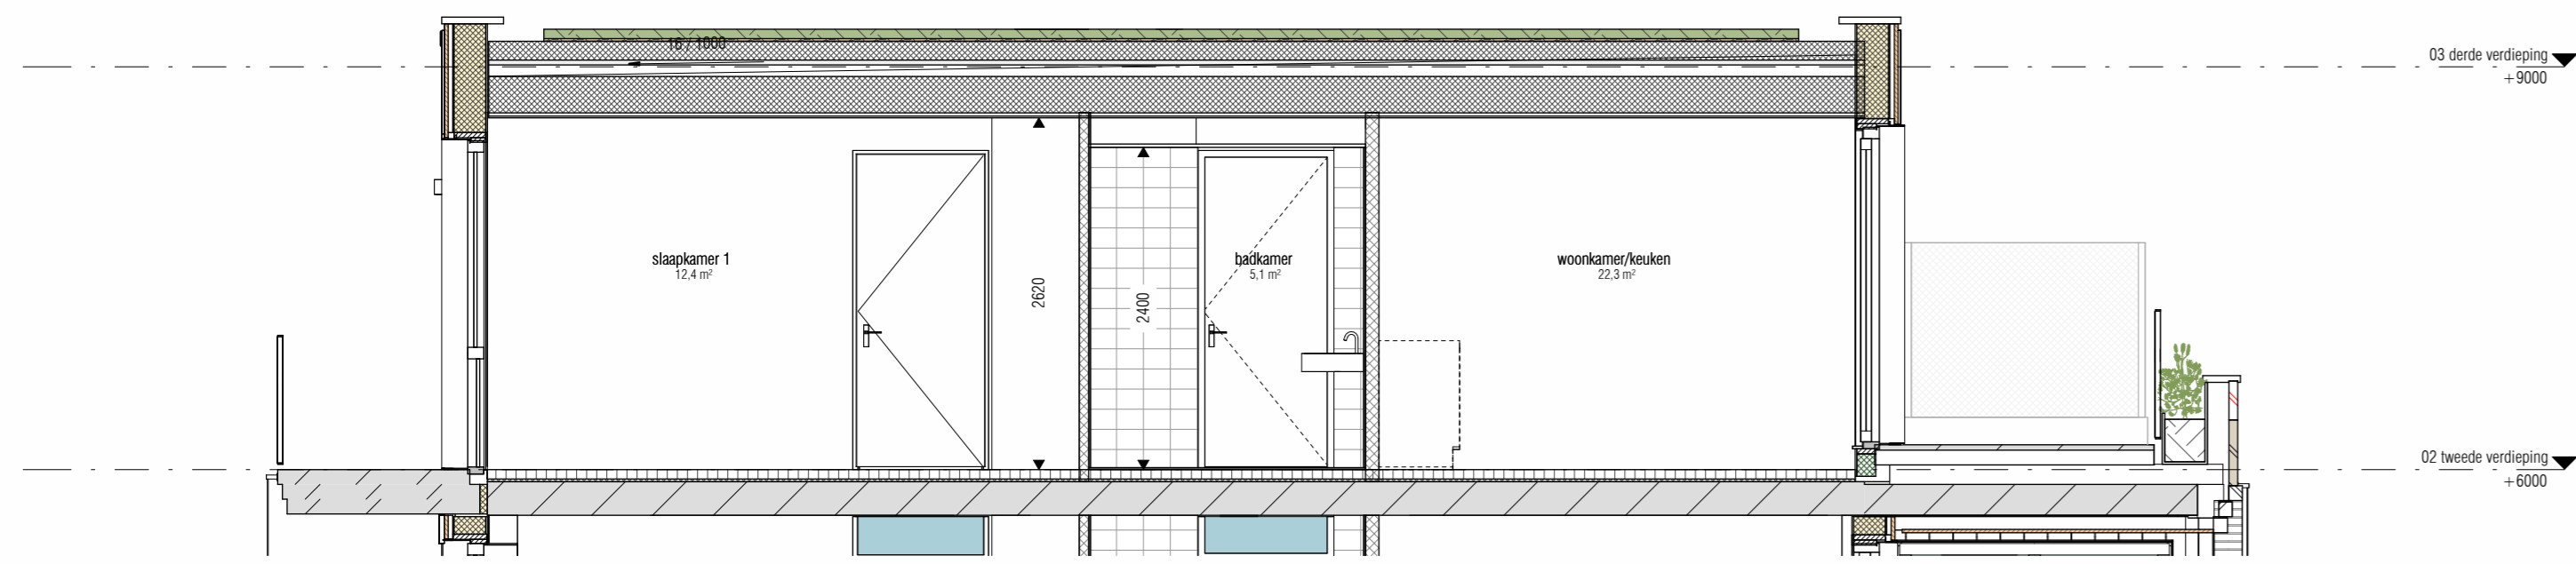 16 / 1000
03 derde verdieping
+9000
slaapkamer 1
12,4 m²
2620
2400
badkamer
5,1 m²
woonkamer/keuken
22,3 m²
02 tweede verdieping
+6000